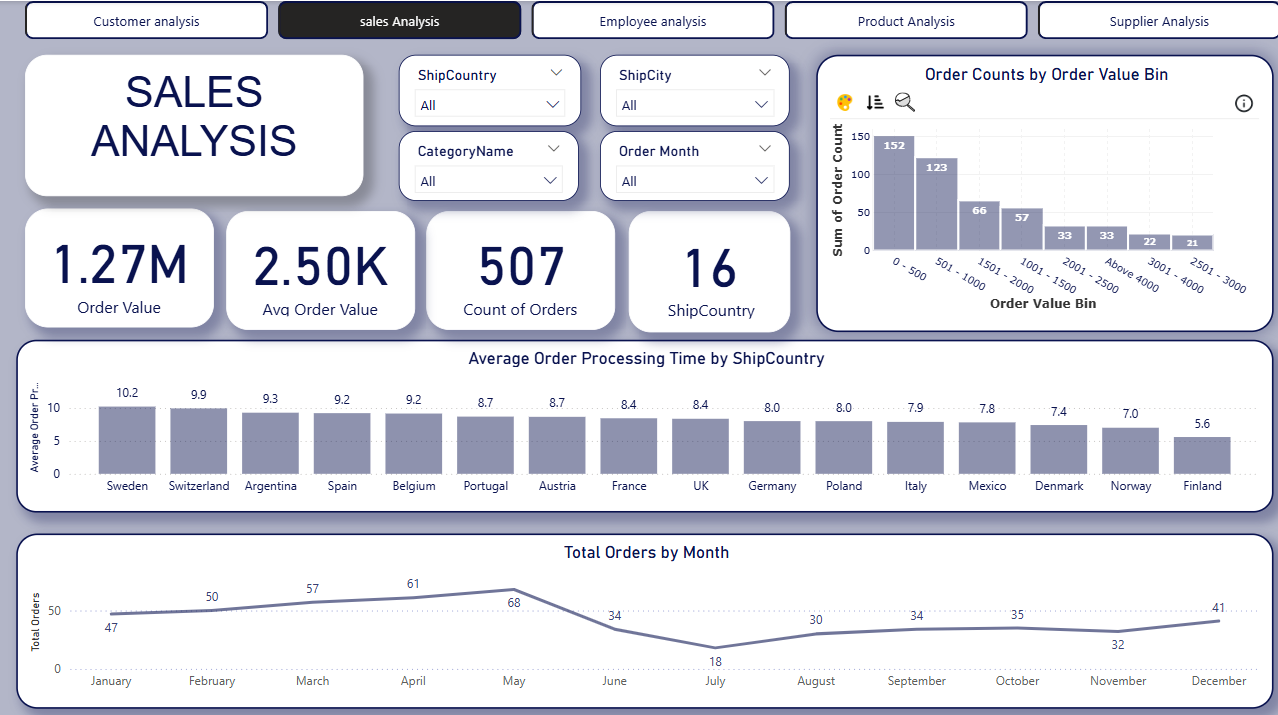 Customer analysis
sales Analysis
Employee analysis
Product Analysis
Supplier Analysis
SALES
ANALYSIS
ShipCountry
All
ShipCity
All
CategoryName
All
Order Month
All
1.27M
Order Value
2.50K
Avg Order Value
507
Count of Orders
16
ShipCountry
Order Counts by Order Value Bin
Sum of Order Count
150
100
50
0
152
123
66
57
33
33
22
21
0 - 500
501 - 1000
1501 - 2000
1001 - 1500
2001 - 2500
Above 4000
3001 - 4000
2501 - 3000
Order Value Bin
Average Order Processing Time by ShipCountry
Average Order Pr...
10
5
0
10.2 9.9 9.3 9.2 9.2 8.7 8.7 8.4 8.4 8.0 8.0 7.9 7.8 7.4 7.0 5.6
Sweden Switzerland Argentina Spain Belgium Portugal Austria France UK Germany Poland Italy Mexico Denmark Norway Finland
Total Orders by Month
Total Orders
50
0
47 50 57 61 68 34 18 30 34 35 32 41
January February March April May June July August September October November December